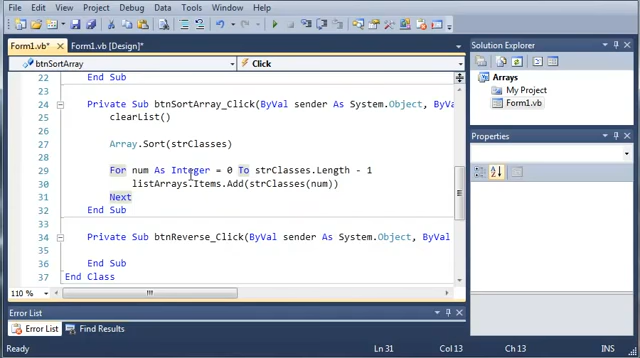 File Edit View Project Debug Data Tools Window Help
Form1.vb* × Form1.vb [Design]*
btnSortArray Click
22 End Sub
23
24 Private Sub btnSortArray_Click(ByVal sender As System.Object, ByV
25 clearList()
26
27 Array.Sort(strClasses)
28
29 For num As Integer = 0 To strClasses.Length - 1
30 listArrays.Items.Add(strClasses(num))
31 Next
32 End Sub
33
34 Private Sub btnReverse_Click(ByVal sender As System.Object, ByVal
35
36 End Sub
37 End Class
110 %
Solution Explorer
Arrays
My Project
Form1.vb
Properties
Error List
Error List Find Results
Ready Ln 31 Col 13 Ch 13 INS